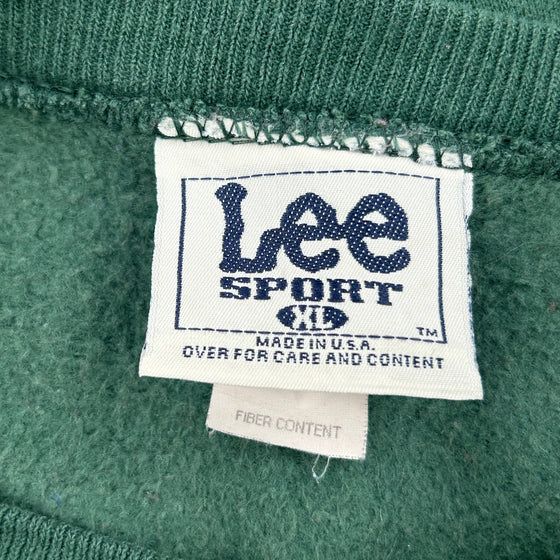 Lee
SPORT
XL
TM
MADE IN U.S.A.
OVER FOR CARE AND CONTENT
FIBER CONTENT